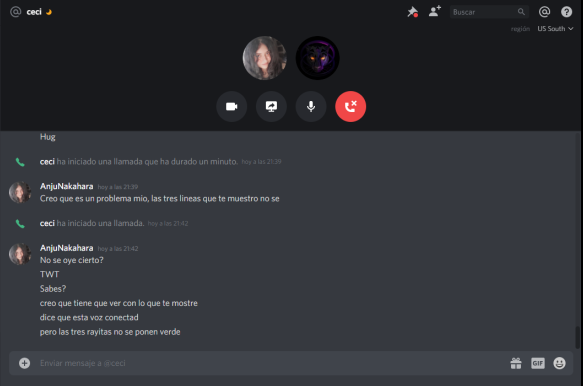 ceci
Buscar
región US South
Hug
ceci ha iniciado una llamada que ha durado un minuto. hoy a las 21:39
AnjuNakahara hoy a las 21:39
Creo que es un problema mío, las tres lineas que te muestro no se
ceci ha iniciado una llamada. hoy a las 21:42
AnjuNakahara hoy a las 21:42
No se oye cierto?
TWT
Sabes?
creo que tiene que ver con lo que te mostre
dice que esta voz conectad
pero las tres rayitas no se ponen verde
Enviar mensaje a @ceci
GIF